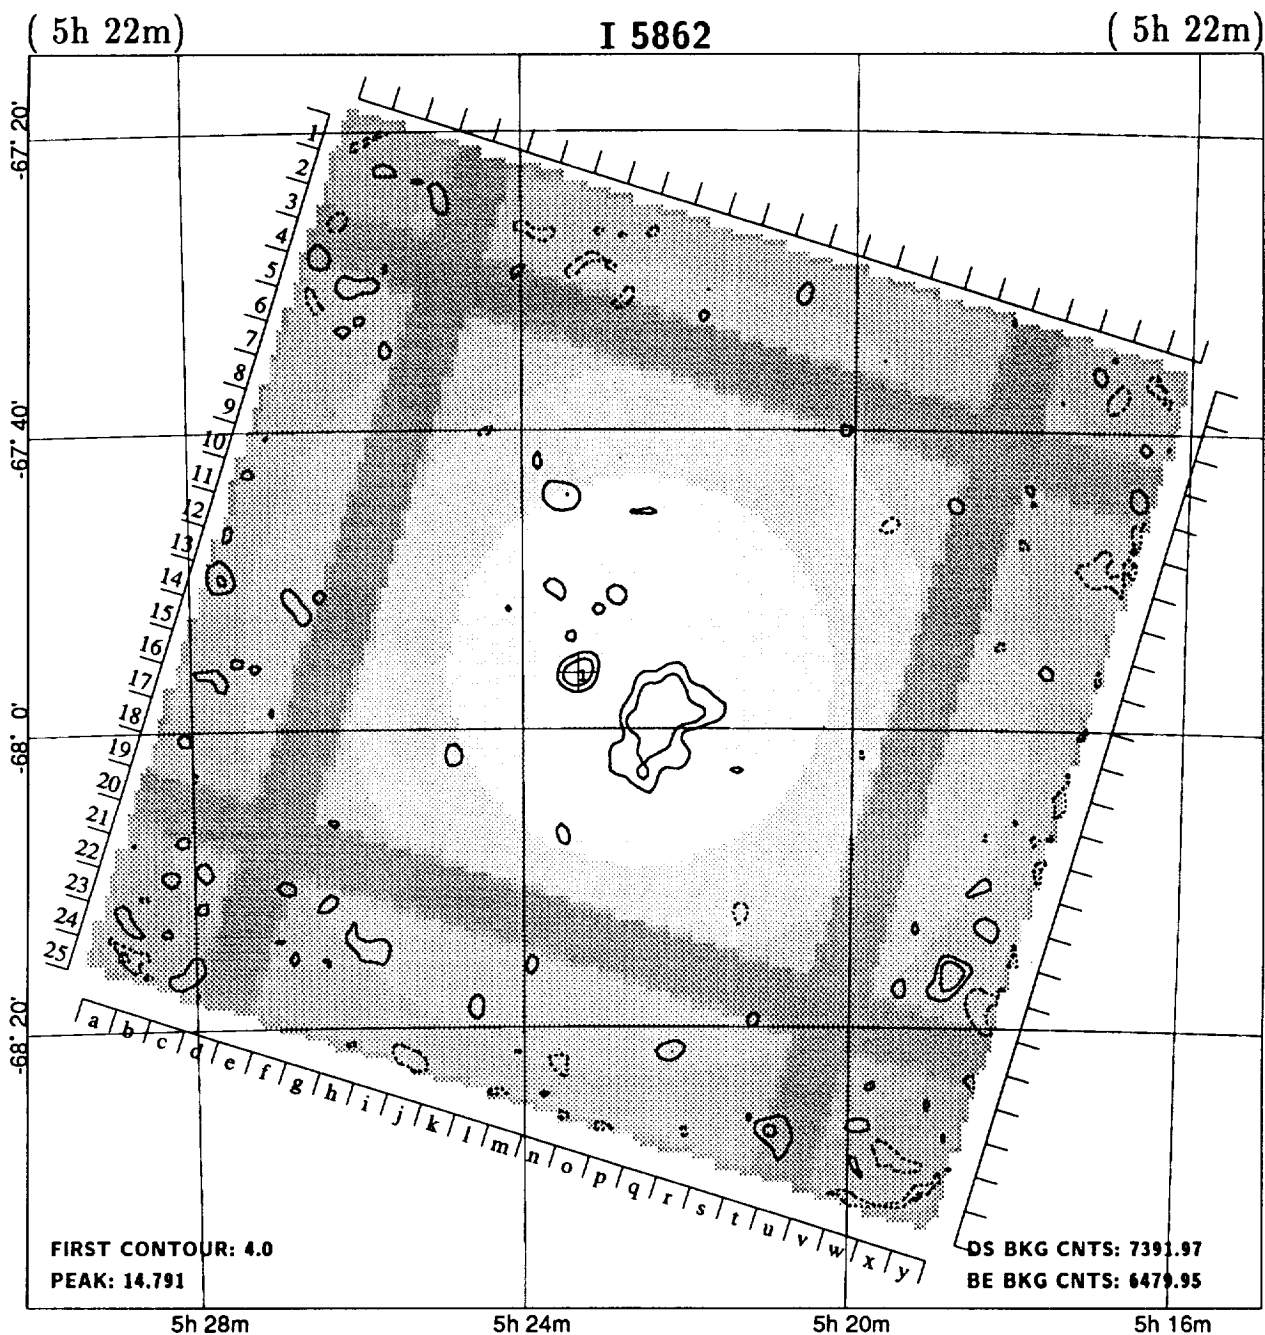 ( 5h 22m)
I 5862
( 5h 22m)
-67° 20'
-67° 40'
-68° 0'
-68° 20'
1
2
3
4
5
6
7
8
9
10
11
12
13
14
15
16
17
18
19
20
21
22
23
24
25
1
a b c d e f g h i j k l m n o p q r s t u v w x y
FIRST CONTOUR: 4.0
PEAK: 14.791
DS BKG CNTS: 7391.97
BE BKG CNTS: 6479.95
5h 28m
5h 24m
5h 20m
5h 16m